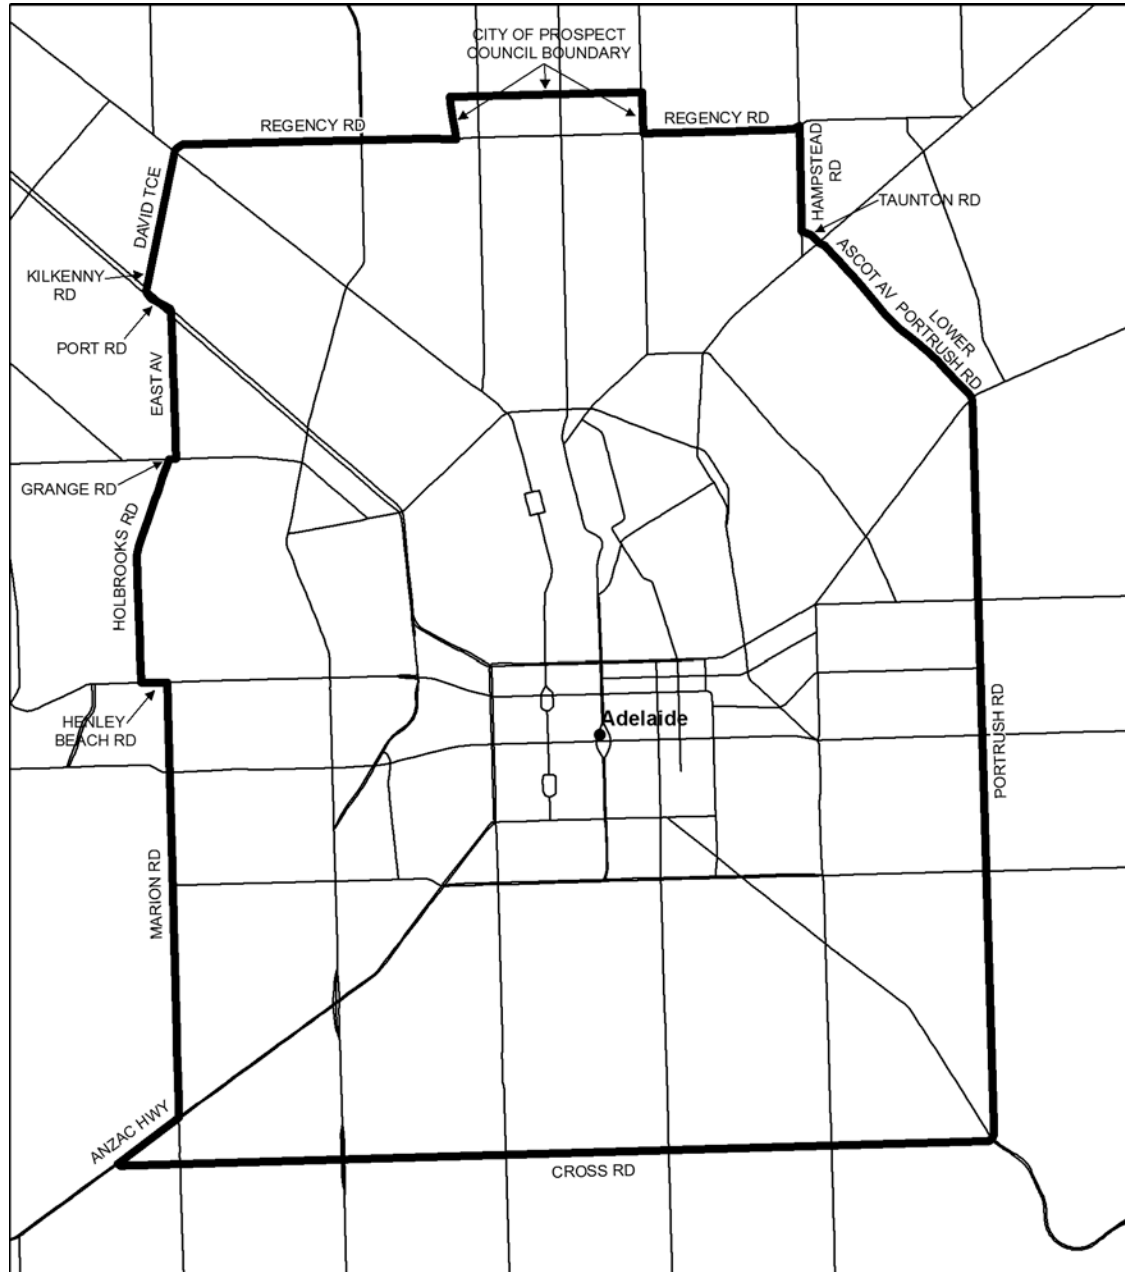 CITY OF PROSPECT
COUNCIL BOUNDARY
REGENCY RD
REGENCY RD
HAMPSTEAD
RD
TAUNTON RD
DAVID TCE
KILKENNY
RD
PORT RD
ASCOT AV
LOWER
PORTRUSH RD
EAST AV
GRANGE RD
HOLBROOKS RD
HENLEY
BEACH RD
Adelaide
PORTRUSH RD
MARION RD
ANZAC HWY
CROSS RD